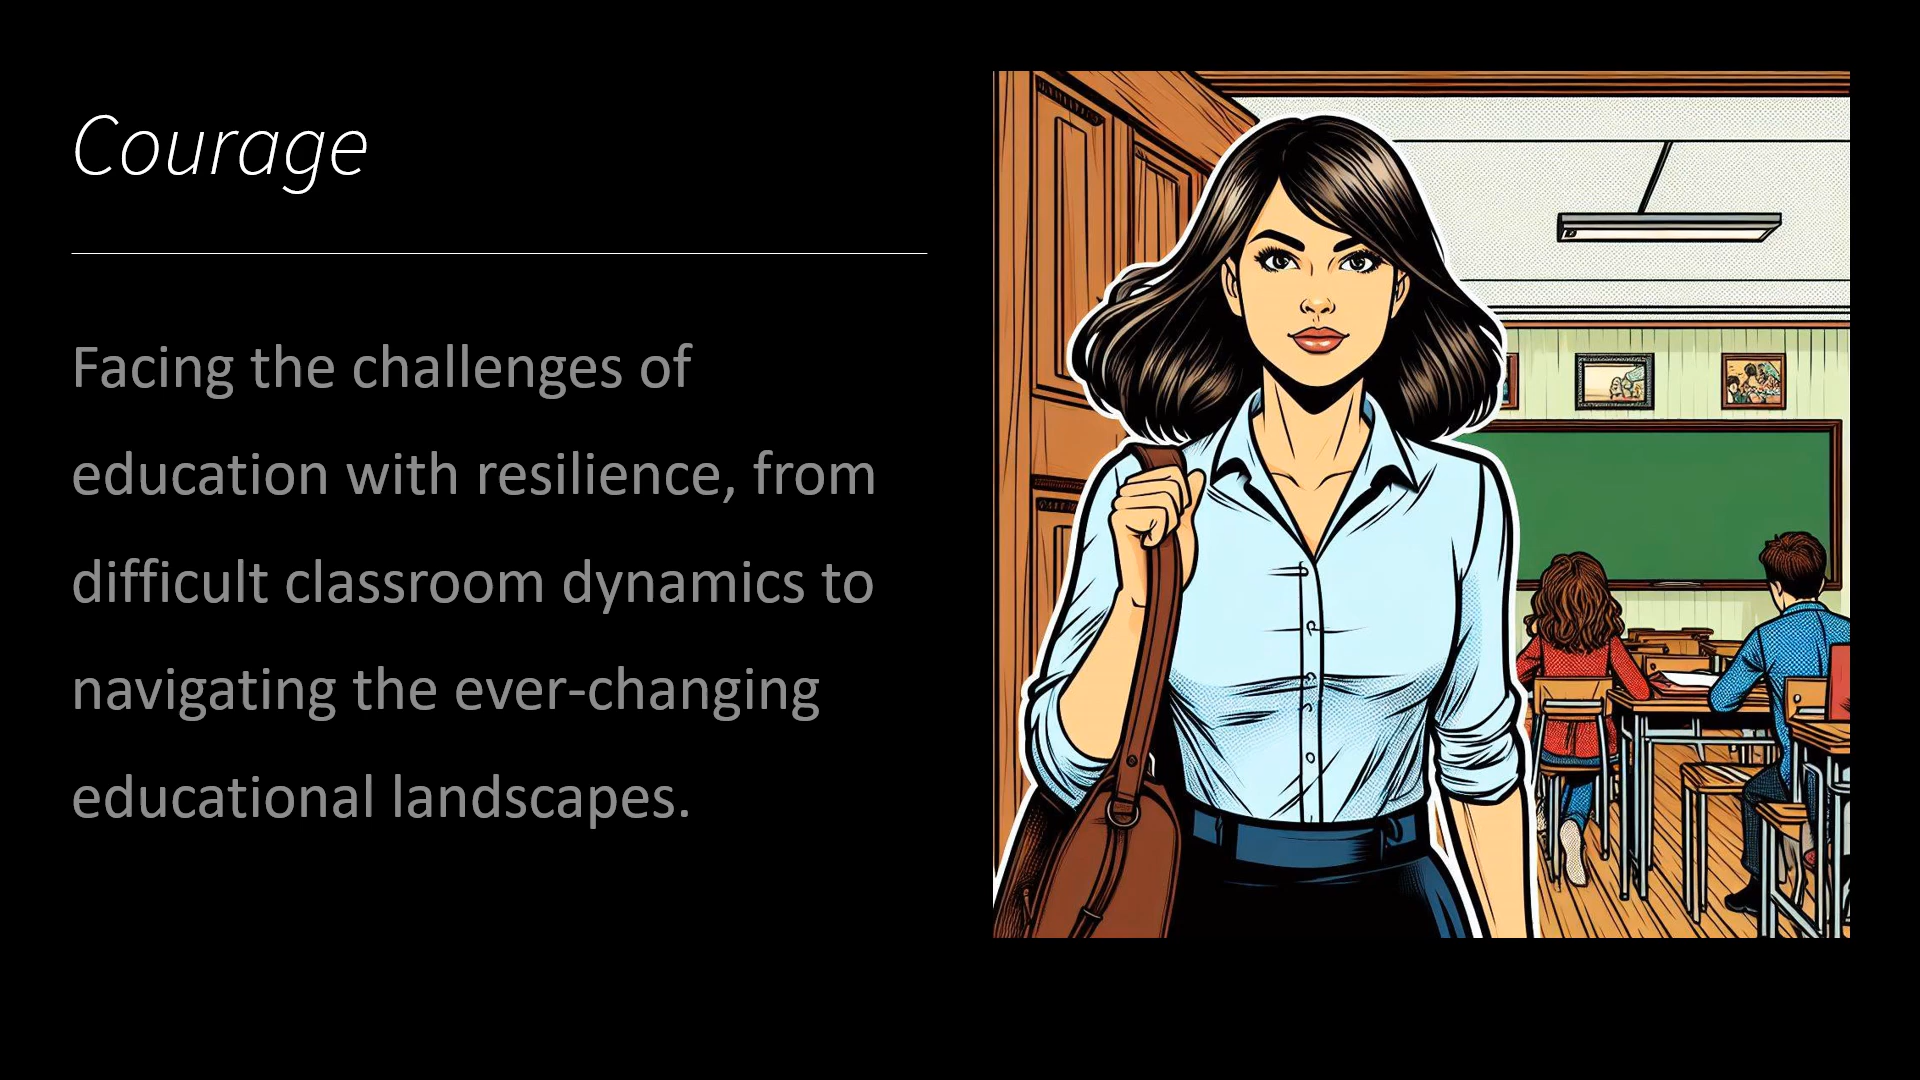 Courage
Facing the challenges of
education with resilience, from
difficult classroom dynamics to
navigating the ever-changing
educational landscapes.